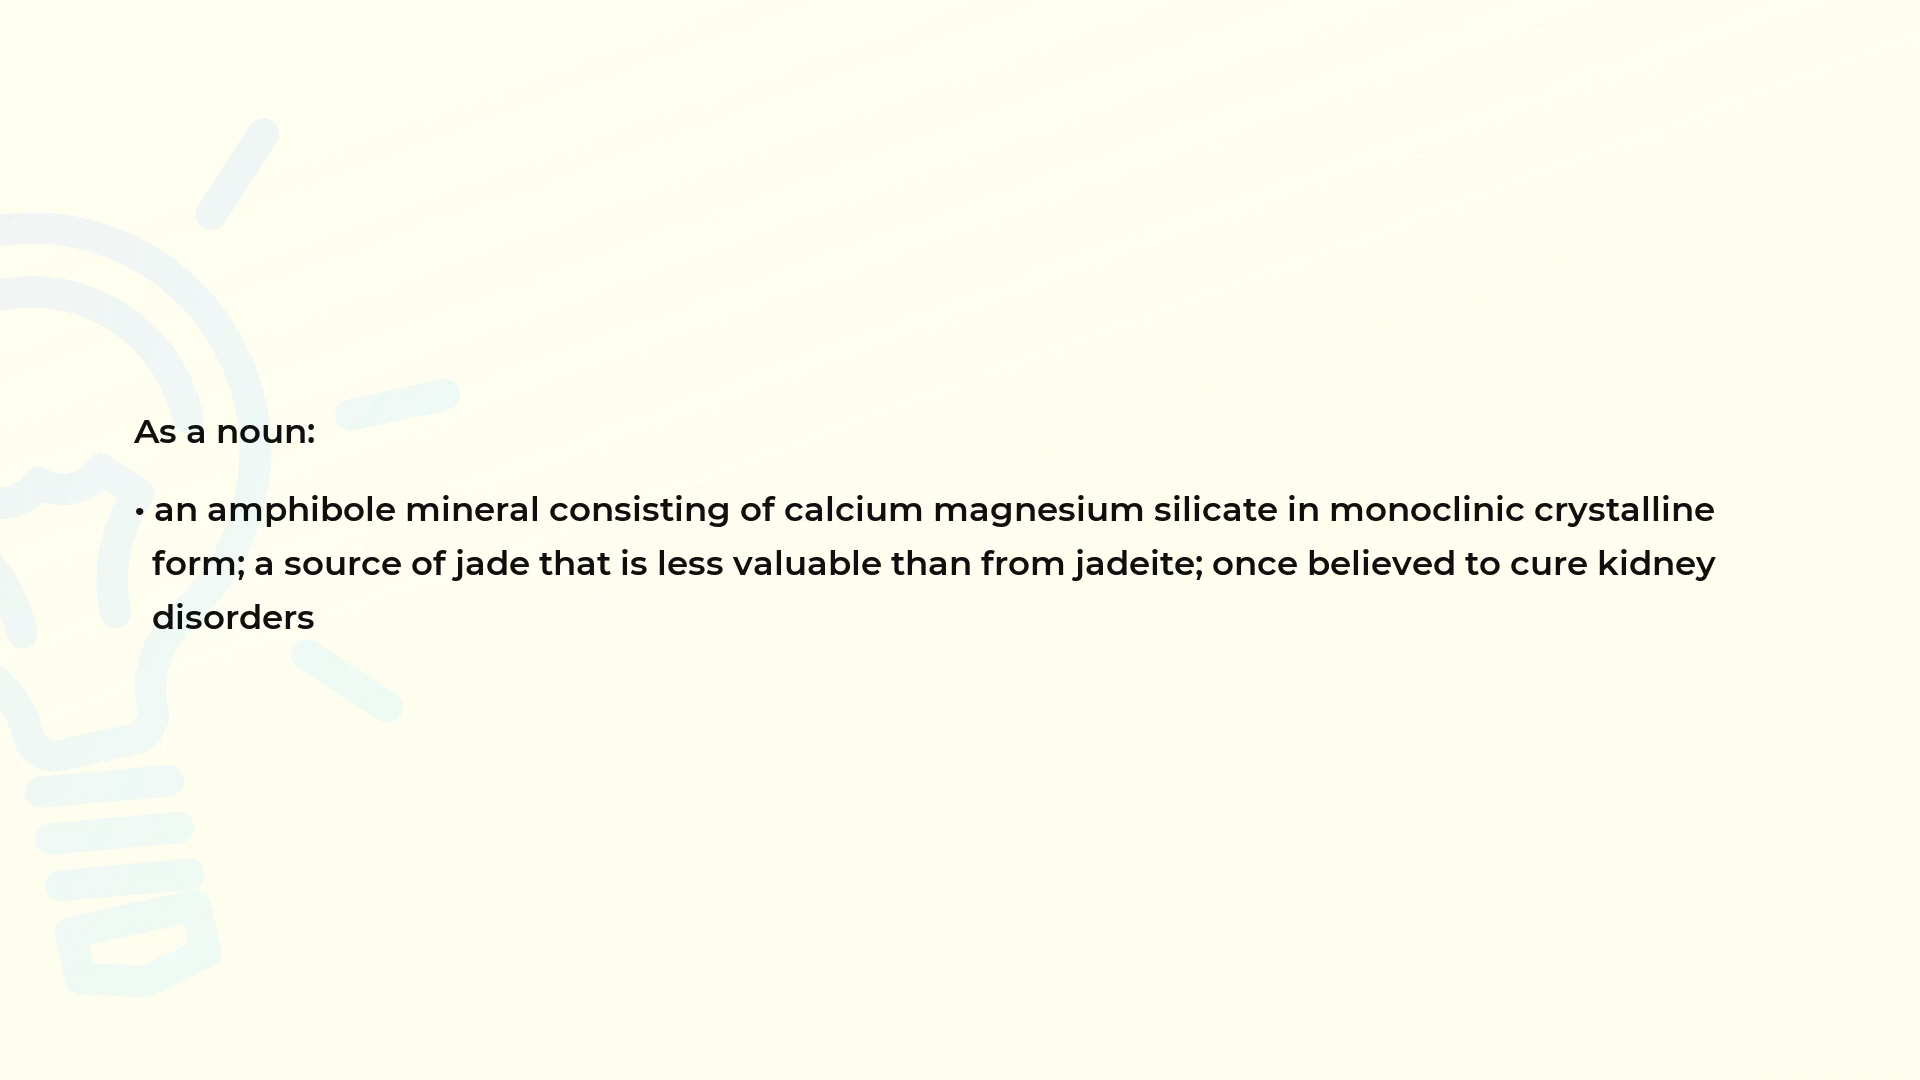 As a noun:
• an amphibole mineral consisting of calcium magnesium silicate in monoclinic crystalline
form; a source of jade that is less valuable than from jadeite; once believed to cure kidney
disorders